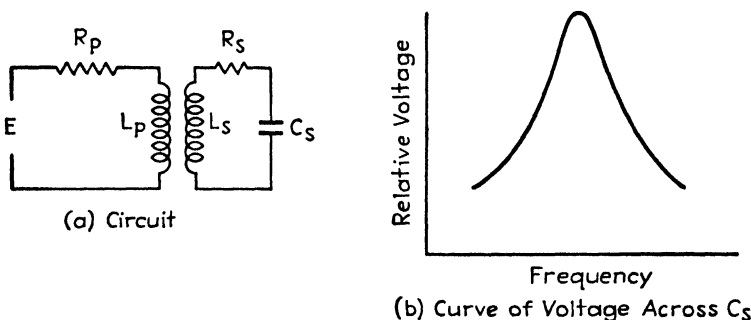 Rp
Rs
E
Lp
Ls
Cs
(a) Circuit
Relative Voltage
Frequency
(b) Curve of Voltage Across Cs